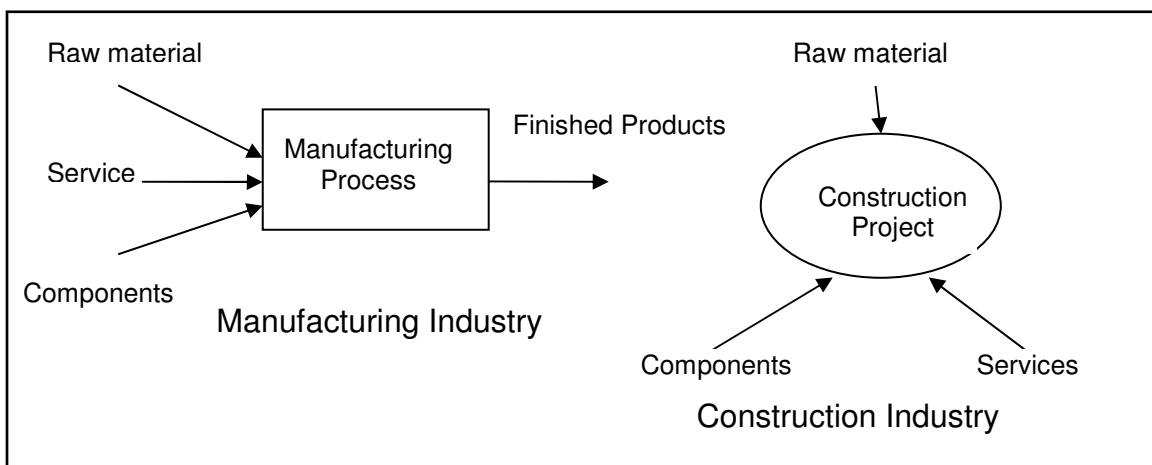 Raw material
Service
Components
Manufacturing
Process
Finished Products
Manufacturing Industry
Raw material
Construction
Project
Components
Services
Construction Industry